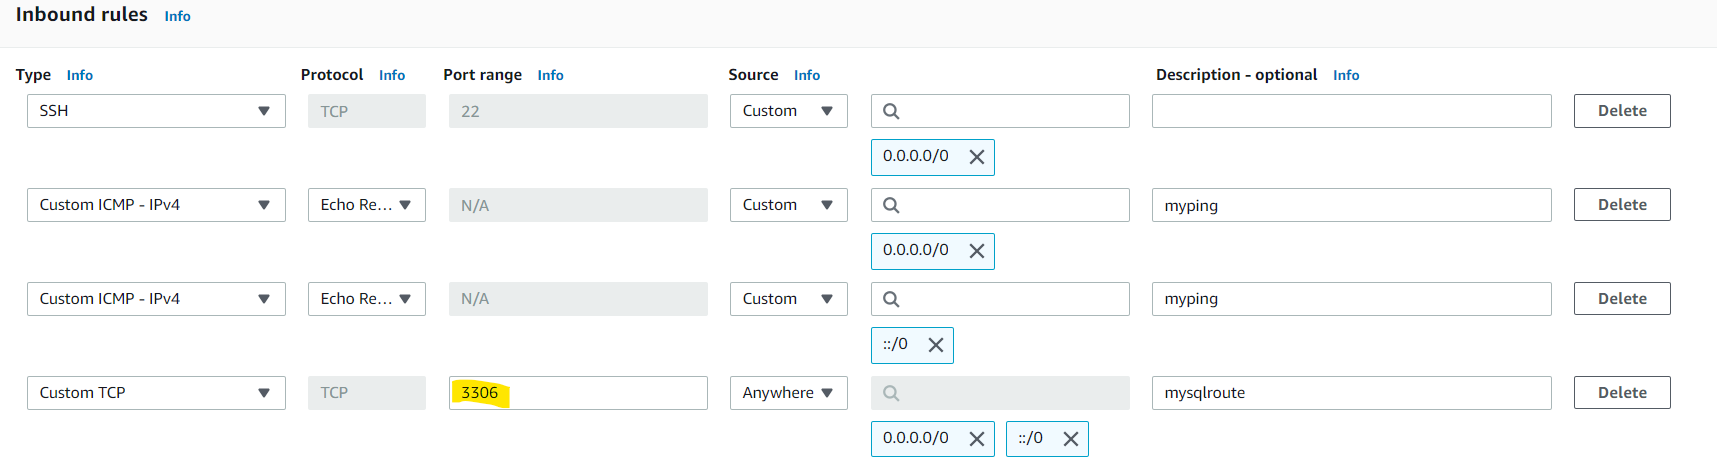 Inbound rules Info
Type Info Protocol Info Port range Info Source Info Description - optional Info
SSH TCP 22 Custom Delete
0.0.0.0/0
Custom ICMP - IPv4 Echo Re... N/A Custom myping Delete
0.0.0.0/0
Custom ICMP - IPv4 Echo Re... N/A Custom myping Delete
::/0
Custom TCP TCP 3306 Anywhere mysqlroute Delete
0.0.0.0/0 ::/0